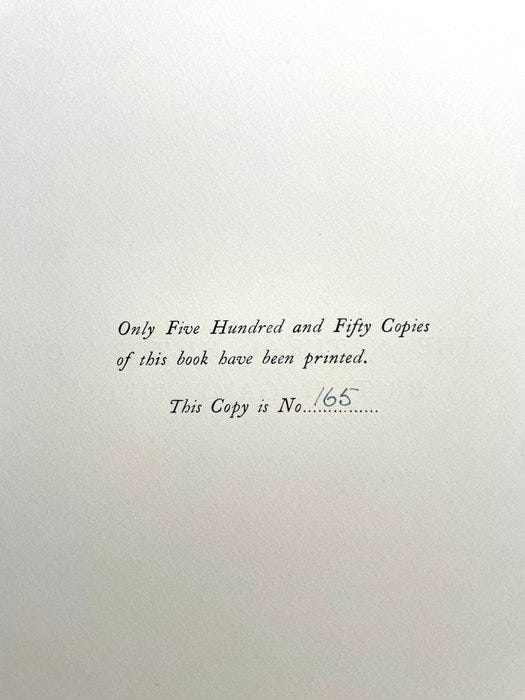 Only Five Hundred and Fifty Copies
of this book have been printed.
This Copy is No...165............